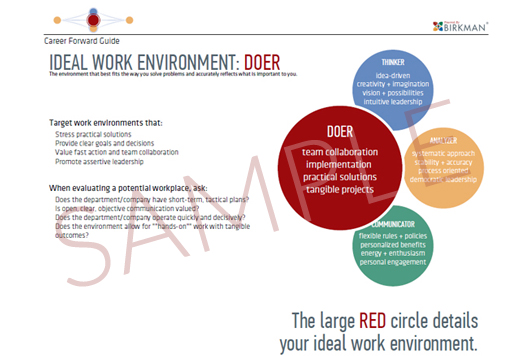 Powered by
BIRKMAN
Career Forward Guide
IDEAL WORK ENVIRONMENT: DOER
The environment that best fits the way you solve problems and accurately reflects what is important to you.
Target work environments that:
Stress practical solutions
Provide clear goals and decisions
Value fast action and team collaboration
Promote assertive leadership
When evaluating a potential workplace, ask:
Does the department/company have short-term, tactical plans?
Is open, clear, objective communication valued?
Does the department/company operate quickly and decisively?
Does the environment allow for ""hands-on"" work with tangible
outcomes?
THINKER
idea-driven
creativity + imagination
vision + possibilities
intuitive leadership
DOER
team collaboration
implementation
practical solutions
tangible projects
ANALYZER
systematic approach
stability + accuracy
process oriented
democratic leadership
COMMUNICATOR
flexible rules + policies
personalized benefits
energy + enthusiasm
personal engagement
SAMPLE
The large RED circle details
your ideal work environment.